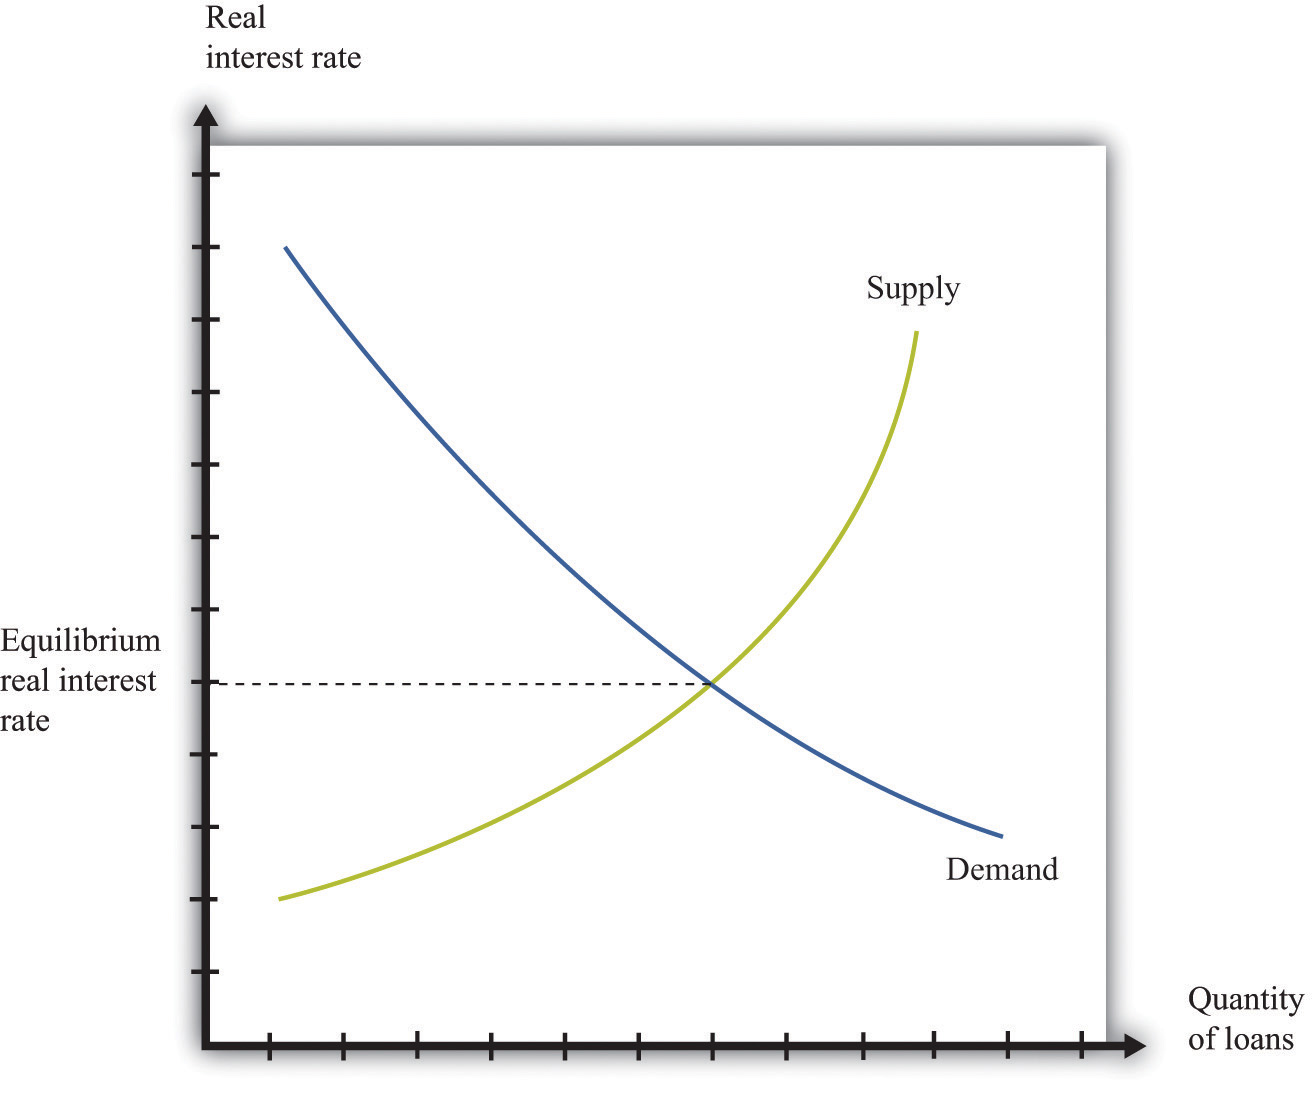 Real
interest rate
Supply
Equilibrium
real interest
rate
Demand
Quantity
of loans